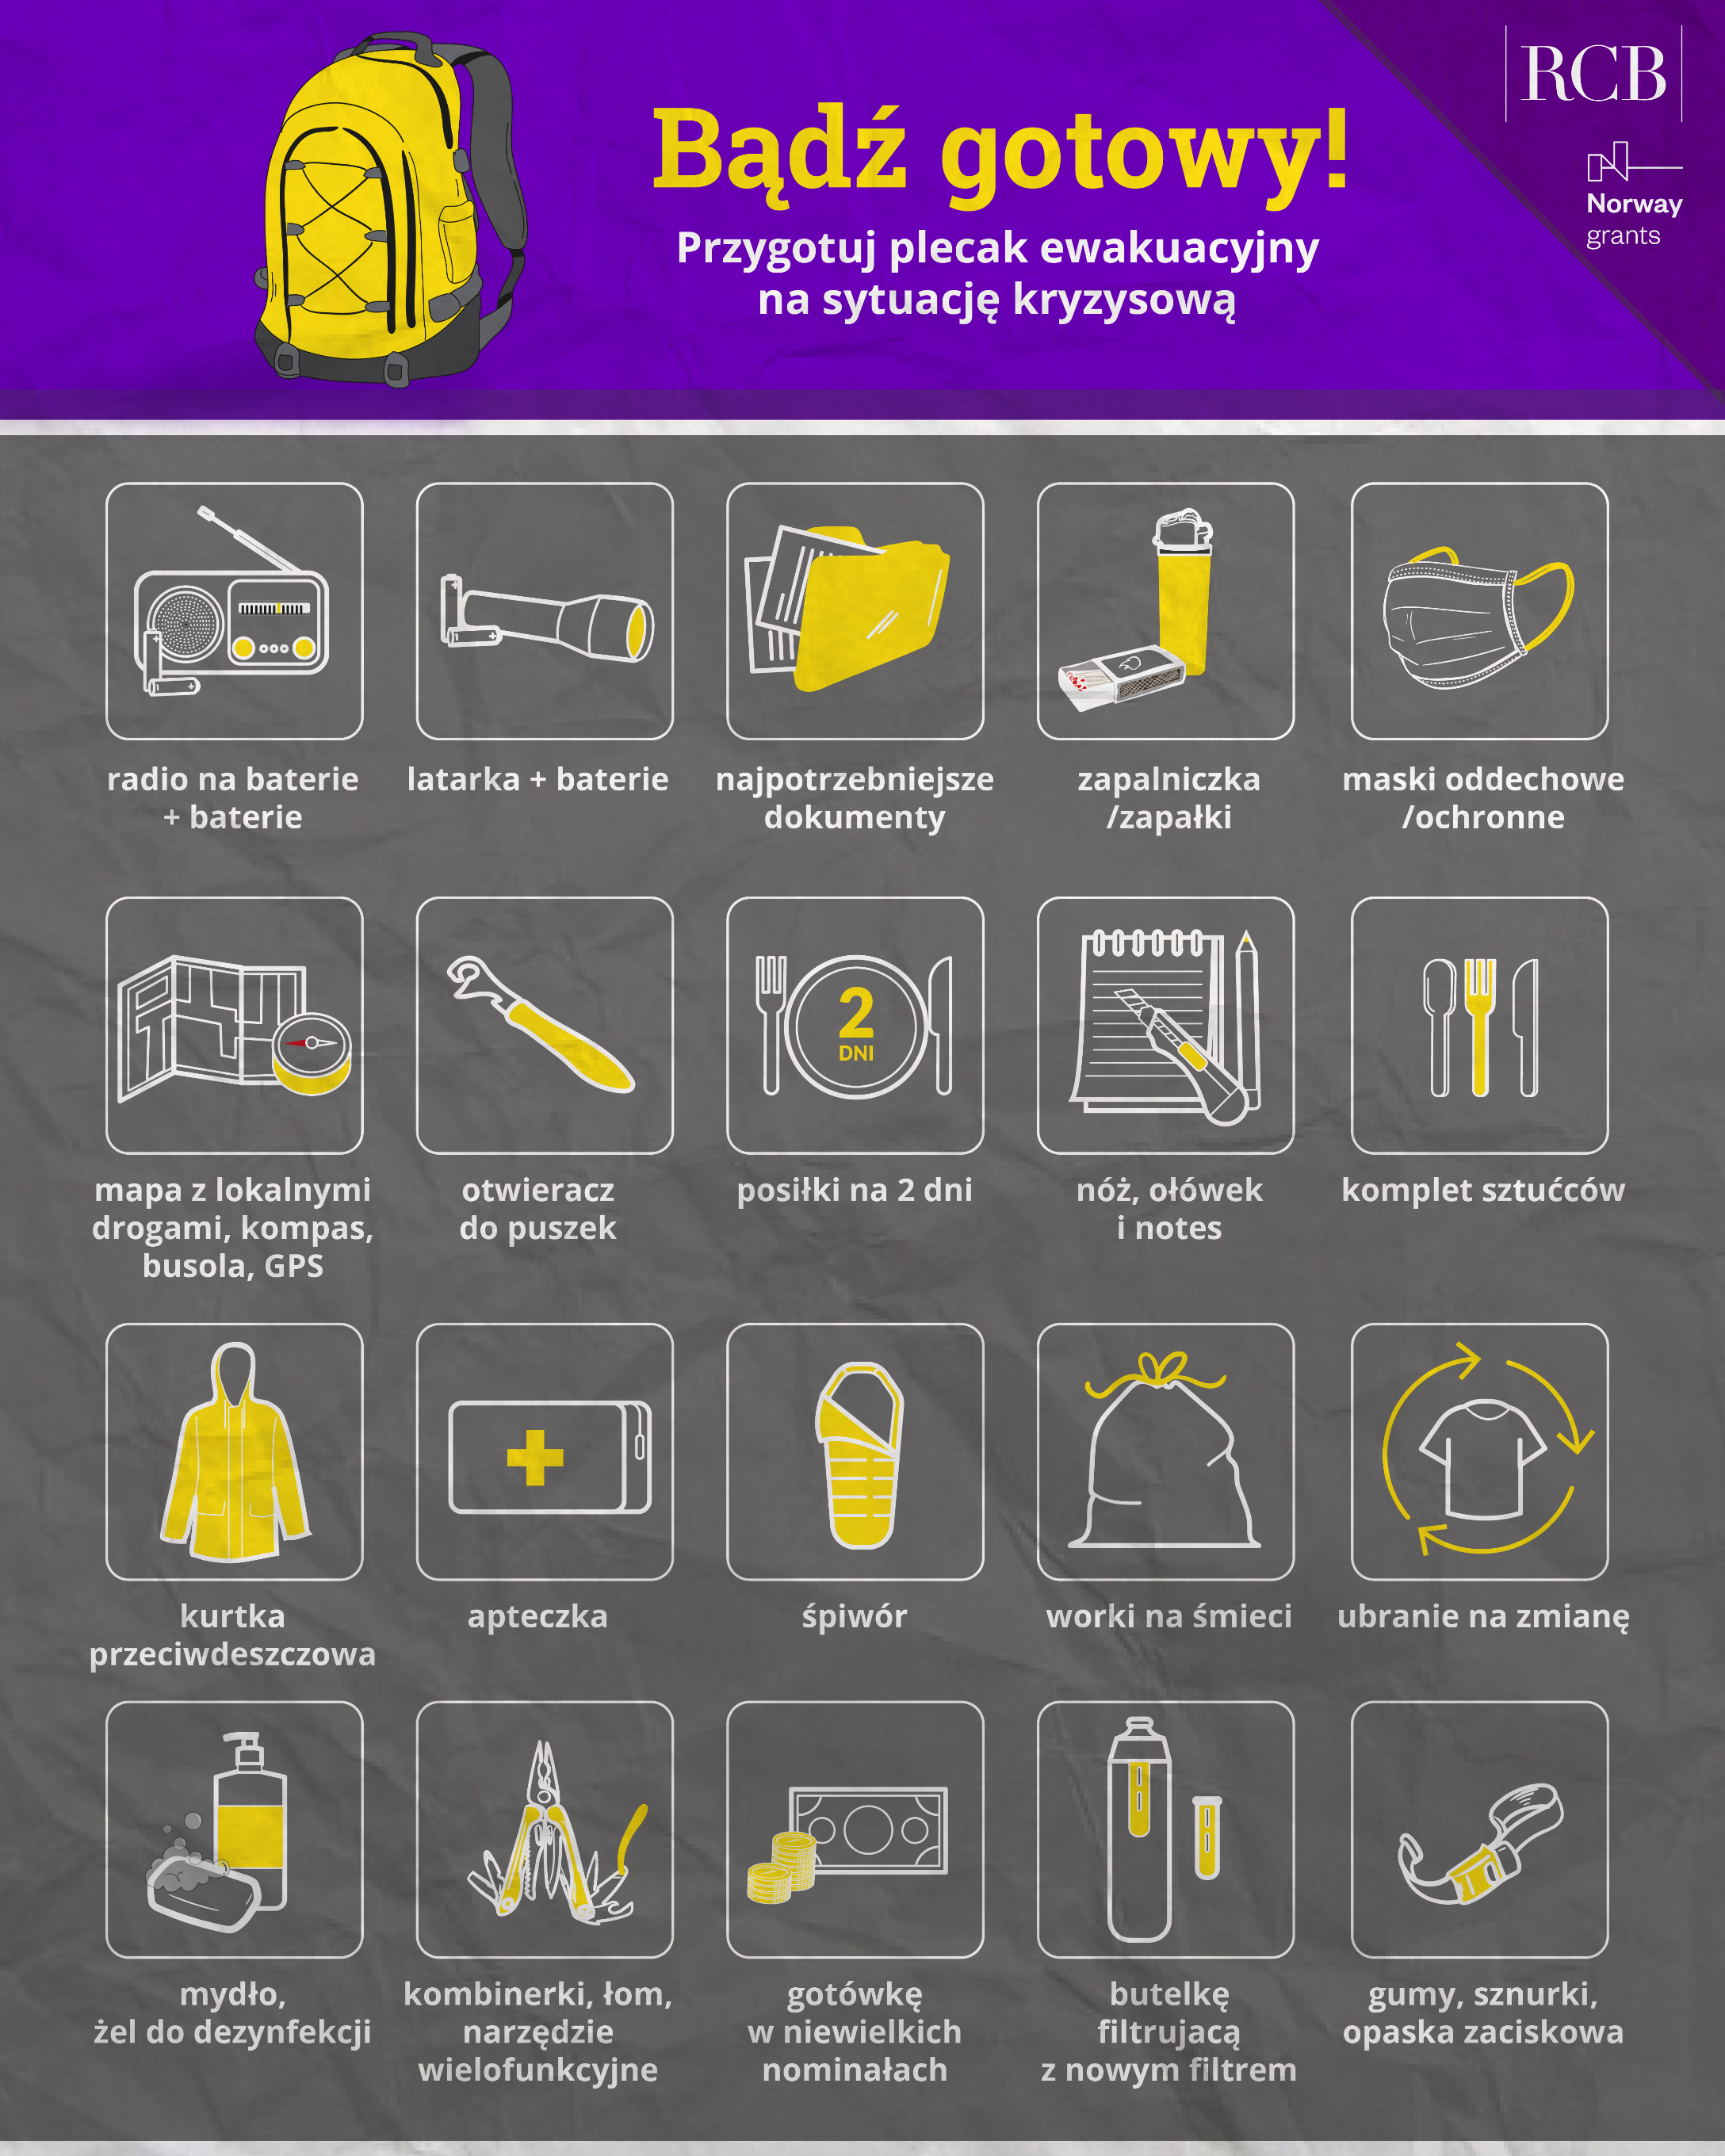 RCB
Norway
grants
Bądź gotowy!
Przygotuj plecak ewakuacyjny
na sytuację kryzysową
radio na baterie
+ baterie
latarka + baterie
najpotrzebniejsze
dokumenty
zapalniczka
/zapałki
maski oddechowe
/ochronne
2
DNI
mapa z lokalnymi
drogami, kompas,
busola, GPS
otwieracz
do puszek
posiłki na 2 dni
nóż, ołówek
i notes
komplet sztućców
kurtka
przeciwdeszczowa
apteczka
śpiwór
worki na śmieci
ubranie na zmianę
mydło,
żel do dezynfekcji
kombinerki, łom,
narzędzie
wielofunkcyjne
gotówkę
w niewielkich
nominałach
butelkę
filtrujacą
z nowym filtrem
gumy, sznurki,
opaska zaciskowa